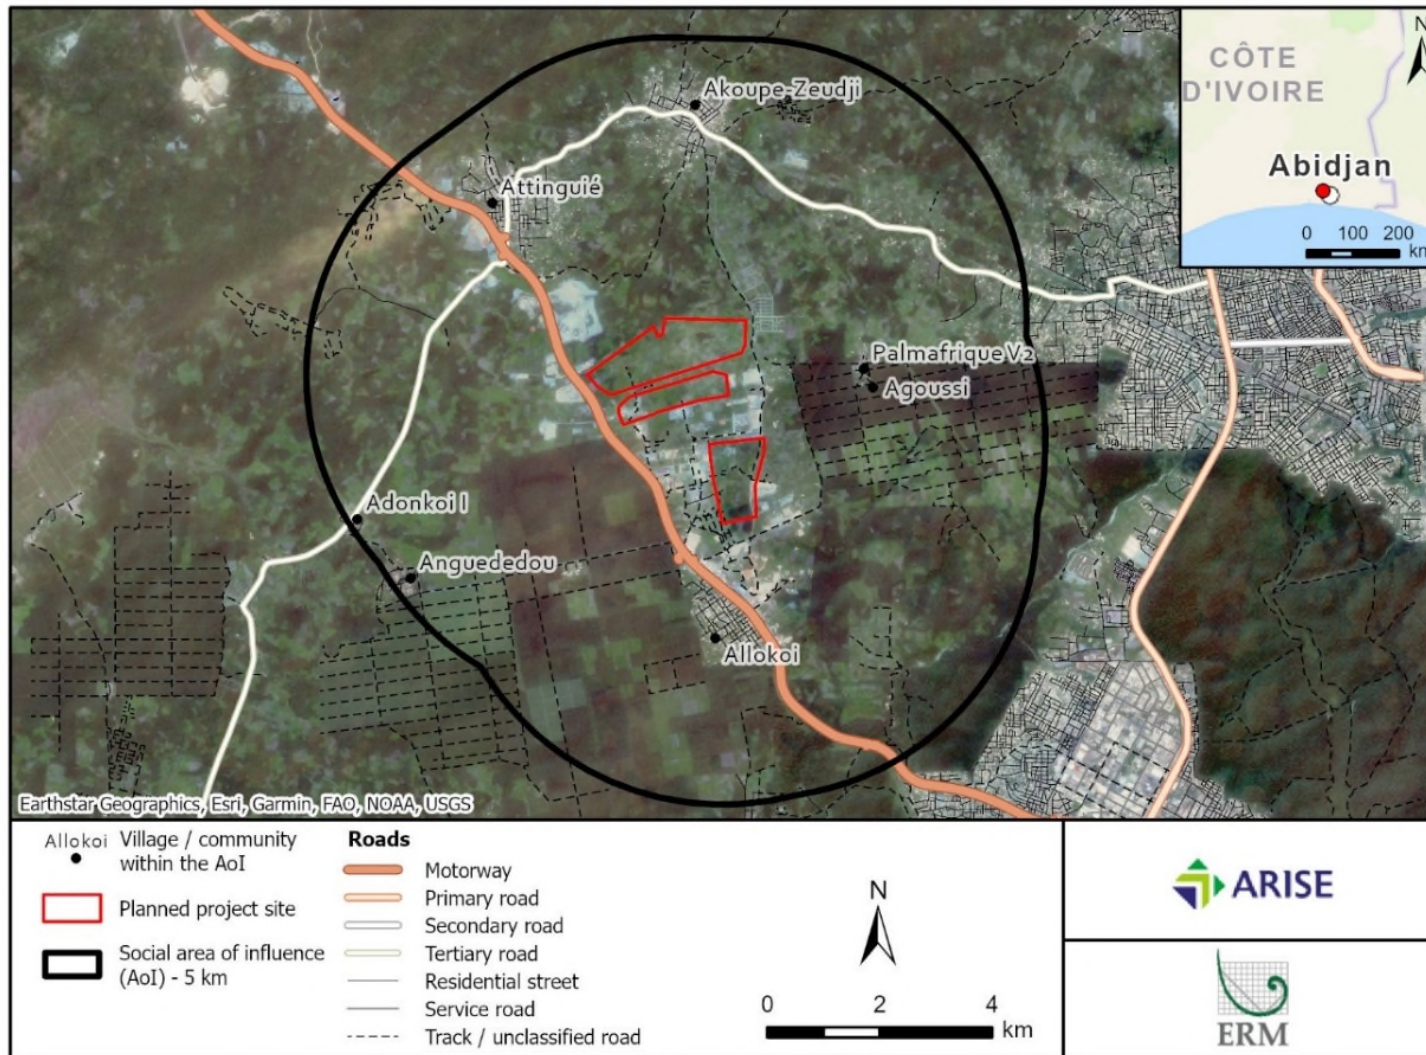 Akoupe-Zeudji
Attinguié
Palmafrique V2
Agoussi
Adonkoi I
Anguededou
Allokoi
Earthstar Geographics, Esri, Garmin, FAO, NOAA, USGS
N
CÔTE
D'IVOIRE
Abidjan
0 100 200
km
Allokoi
Village / community
within the AoI
Planned project site
Social area of influence
(AoI) - 5 km
Roads
Motorway
Primary road
Secondary road
Tertiary road
Residential street
Service road
Track / unclassified road
N
0 2 4
km
ARISE
ERM